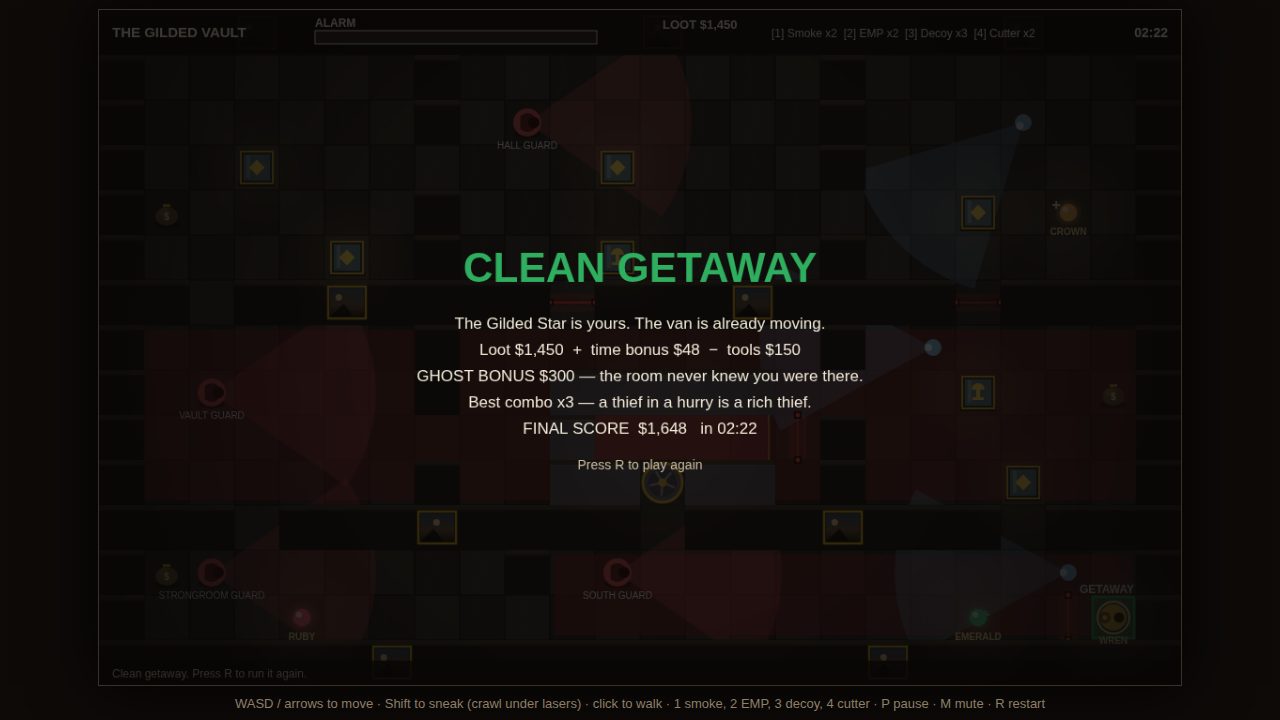 THE GILDED VAULT
ALARM
LOOT $1,450
[1] Smoke x2 [2] EMP x2 [3] Decoy x3 [4] Cutter x2
02:22
HALL GUARD
$
CROWN
CLEAN GETAWAY
The Gilded Star is yours. The van is already moving.
Loot $1,450 + time bonus $48 − tools $150
GHOST BONUS $300 — the room never knew you were there.
Best combo x3 — a thief in a hurry is a rich thief.
FINAL SCORE $1,648 in 02:22
Press R to play again
VAULT GUARD
$
$
STRONGROOM GUARD
SOUTH GUARD
GETAWAY
RUBY
EMERALD
WREN
Clean getaway. Press R to run it again.
WASD / arrows to move · Shift to sneak (crawl under lasers) · click to walk · 1 smoke, 2 EMP, 3 decoy, 4 cutter · P pause · M mute · R restart